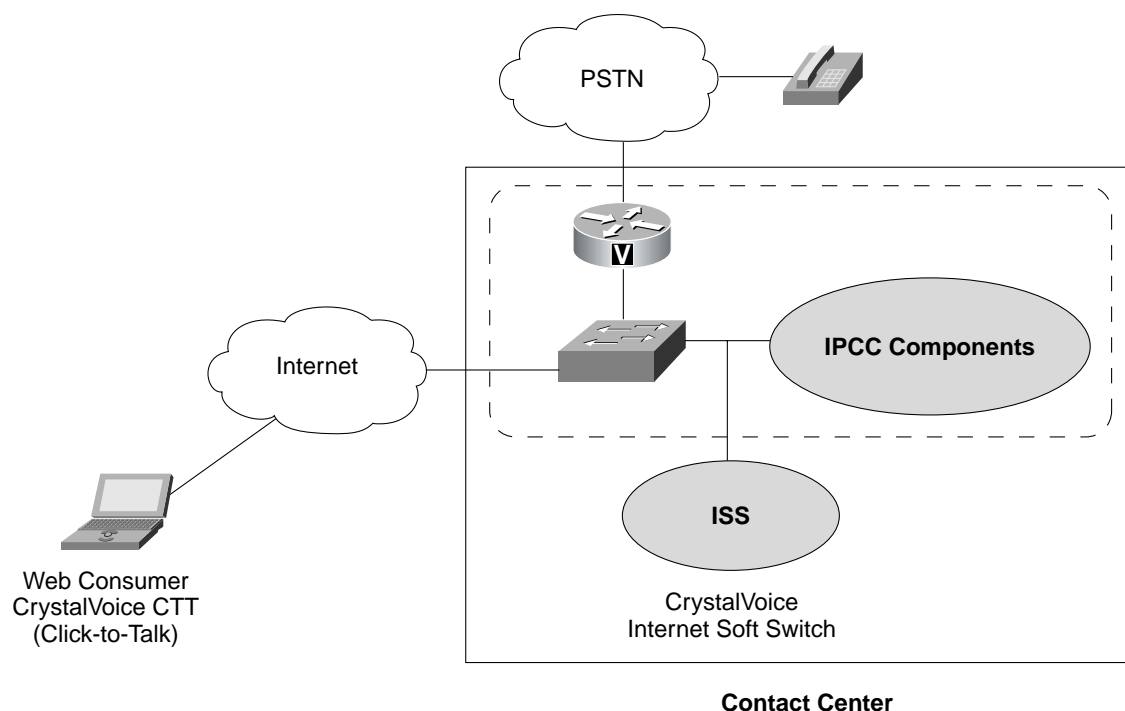 PSTN
V
Internet
IPCC Components
ISS
Web Consumer
CrystalVoice CTT
(Click-to-Talk)
CrystalVoice
Internet Soft Switch
Contact Center